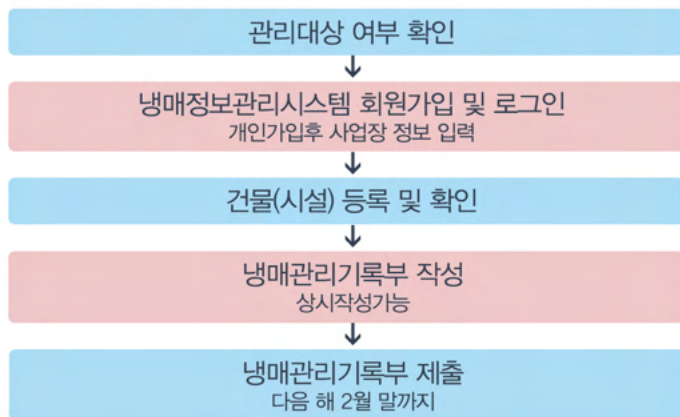 관리대상 여부 확인
냉매정보관리시스템 회원가입 및 로그인
개인가입후 사업장 정보 입력
건물(시설) 등록 및 확인
냉매관리기록부 작성
상시작성가능
냉매관리기록부 제출
다음 해 2월 말까지